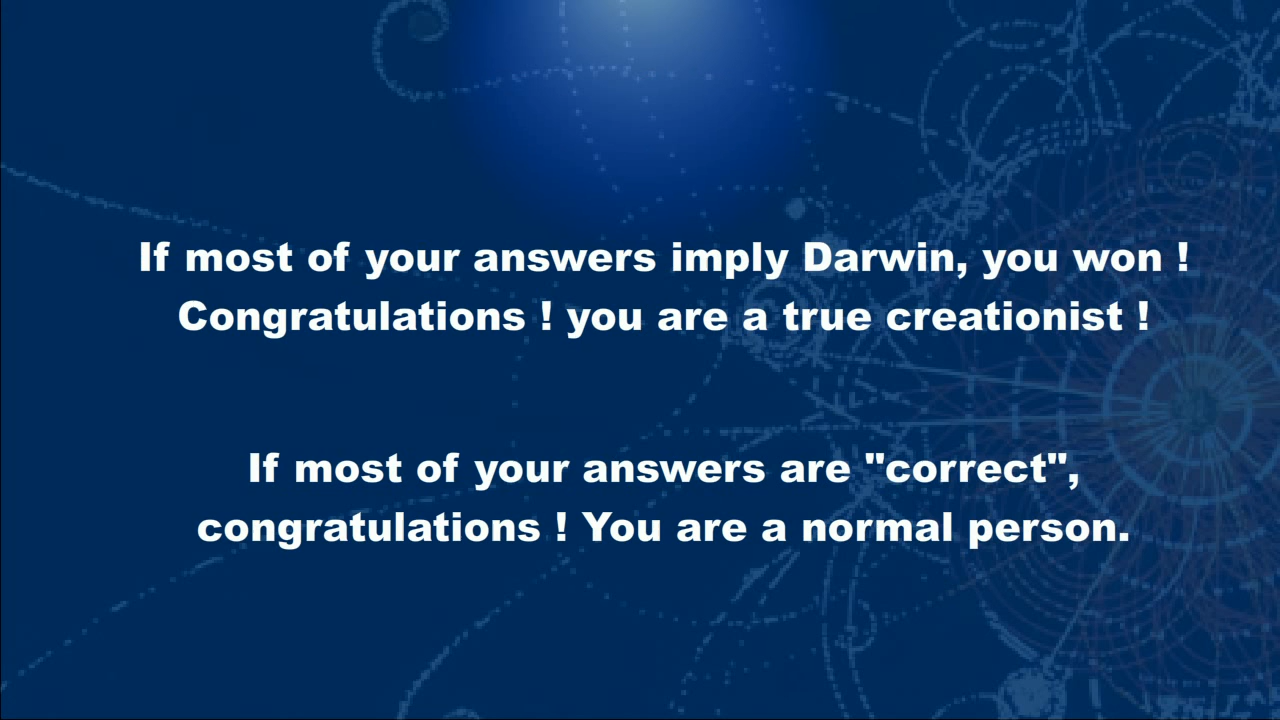 If most of your answers imply Darwin, you won !
Congratulations ! you are a true creationist !
If most of your answers are "correct",
congratulations ! You are a normal person.